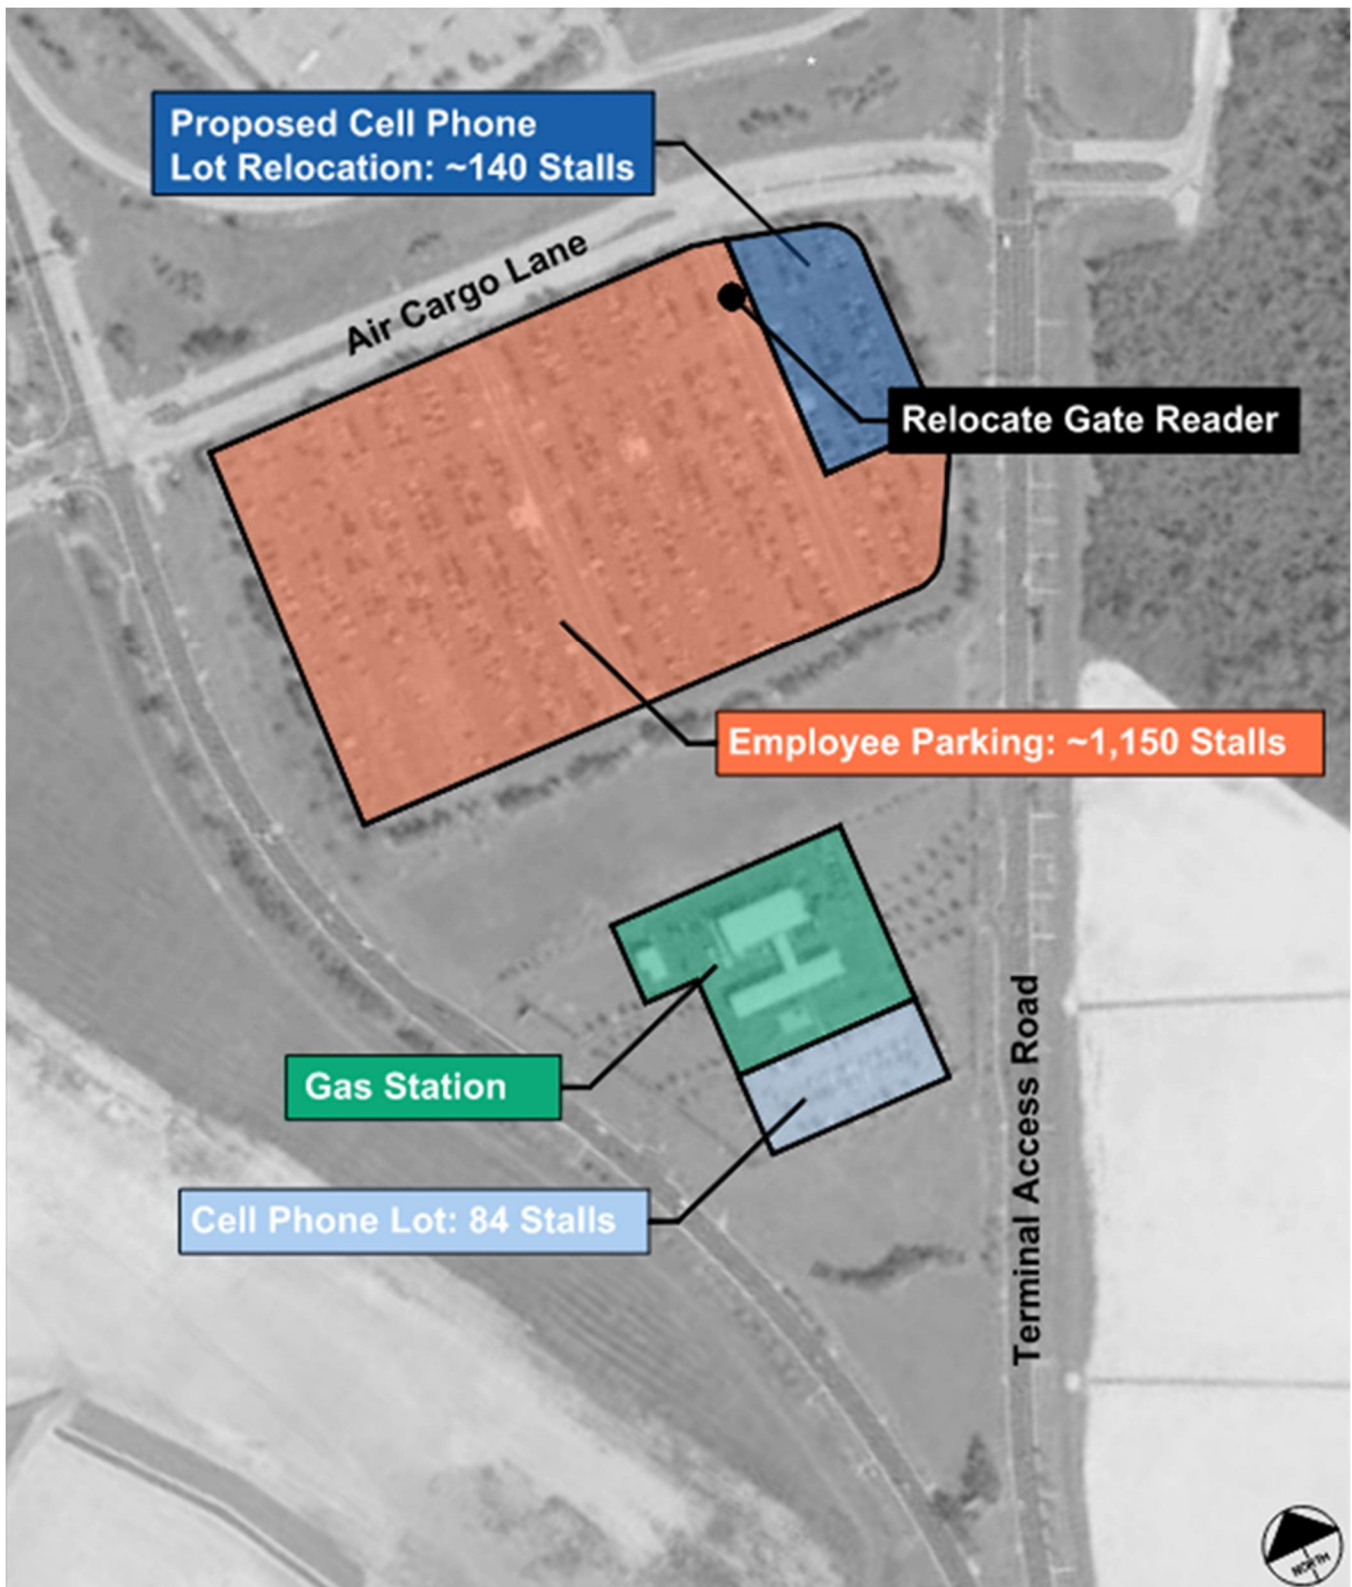 Proposed Cell Phone
Lot Relocation: ~140 Stalls
Air Cargo Lane
Relocate Gate Reader
Employee Parking: ~1,150 Stalls
Gas Station
Cell Phone Lot: 84 Stalls
Terminal Access Road
NORTH